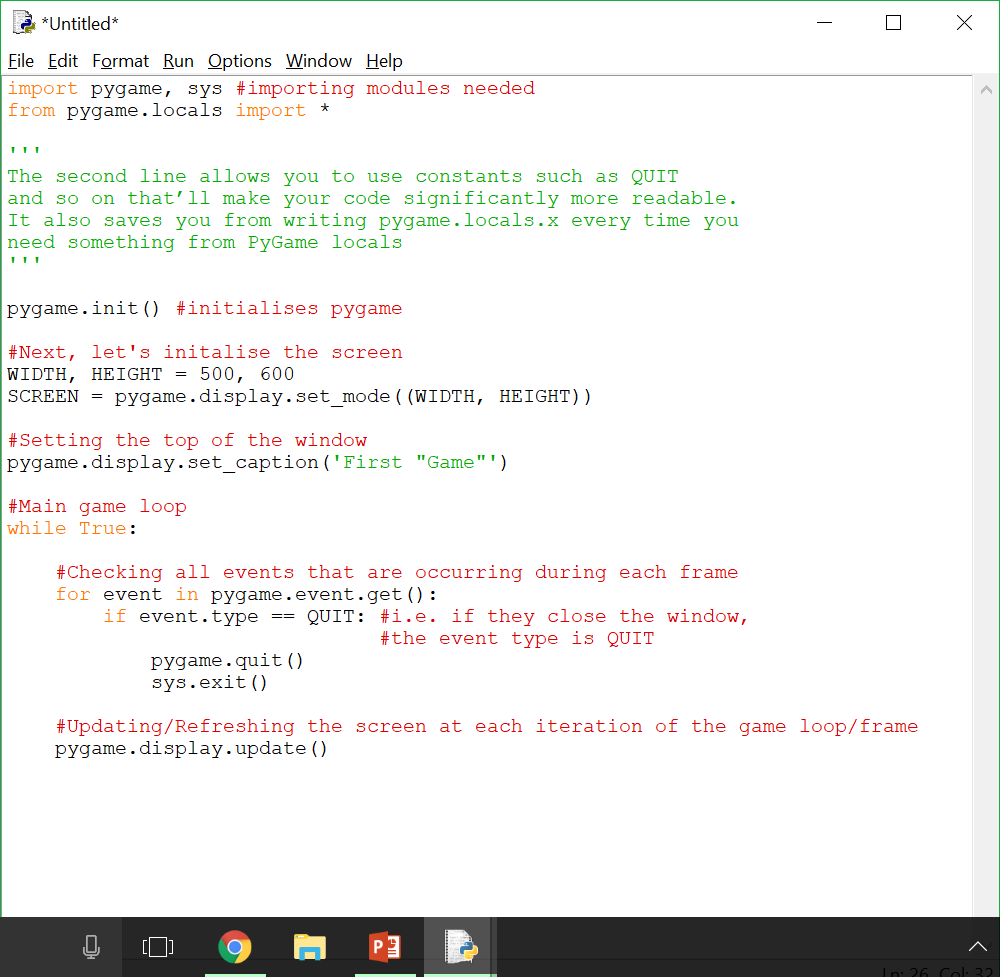 *Untitled*
File Edit Format Run Options Window Help
import pygame, sys #importing modules needed
from pygame.locals import *
'''
The second line allows you to use constants such as QUIT
and so on that’ll make your code significantly more readable.
It also saves you from writing pygame.locals.x every time you
need something from PyGame locals
'''
pygame.init() #initialises pygame
#Next, let's initalise the screen
WIDTH, HEIGHT = 500, 600
SCREEN = pygame.display.set_mode((WIDTH, HEIGHT))
#Setting the top of the window
pygame.display.set_caption('First "Game"')
#Main game loop
while True:
    #Checking all events that are occurring during each frame
    for event in pygame.event.get():
        if event.type == QUIT: #i.e. if they close the window,
                               #the event type is QUIT
            pygame.quit()
            sys.exit()
    #Updating/Refreshing the screen at each iteration of the game loop/frame
    pygame.display.update()
P
Ln: 26 Col: 33